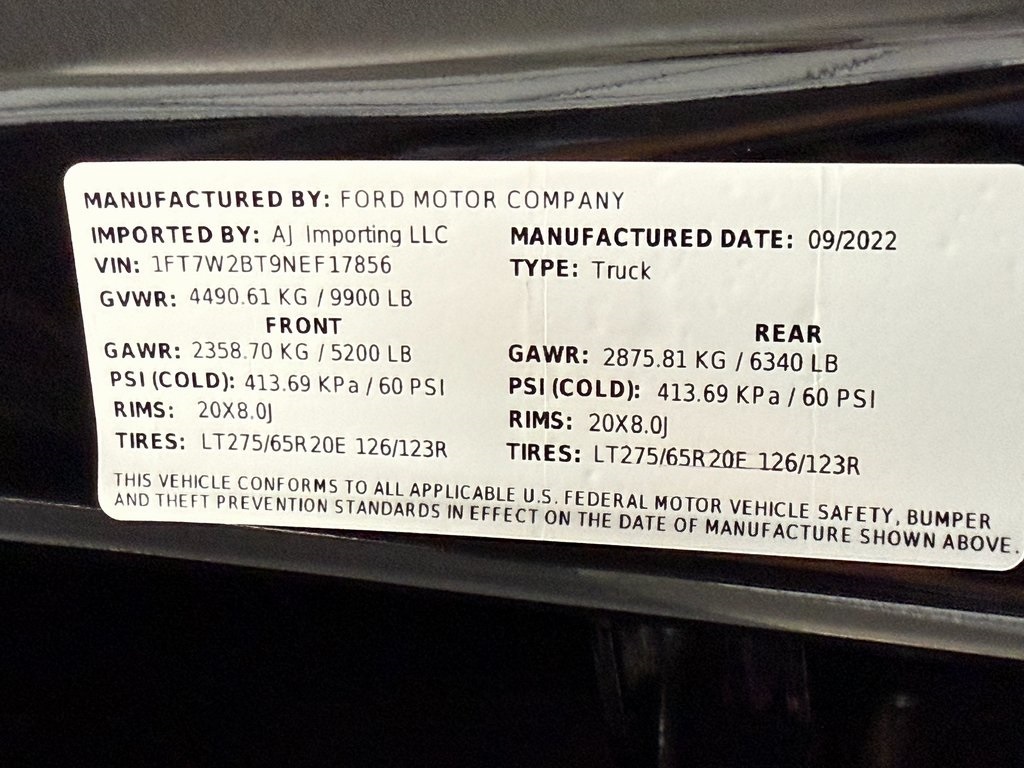 MANUFACTURED BY: FORD MOTOR COMPANY
IMPORTED BY: AJ Importing LLC MANUFACTURED DATE: 09/2022
VIN: 1FT7W2BT9NEF17856 TYPE: Truck
GVWR: 4490.61 KG / 9900 LB
FRONT REAR
GAWR: 2358.70 KG / 5200 LB GAWR: 2875.81 KG / 6340 LB
PSI (COLD): 413.69 KPa / 60 PSI PSI (COLD): 413.69 KPa / 60 PSI
RIMS: 20X8.0J RIMS: 20X8.0J
TIRES: LT275/65R20E 126/123R TIRES: LT275/65R20E 126/123R
THIS VEHICLE CONFORMS TO ALL APPLICABLE U.S. FEDERAL MOTOR VEHICLE SAFETY, BUMPER
AND THEFT PREVENTION STANDARDS IN EFFECT ON THE DATE OF MANUFACTURE SHOWN ABOVE.